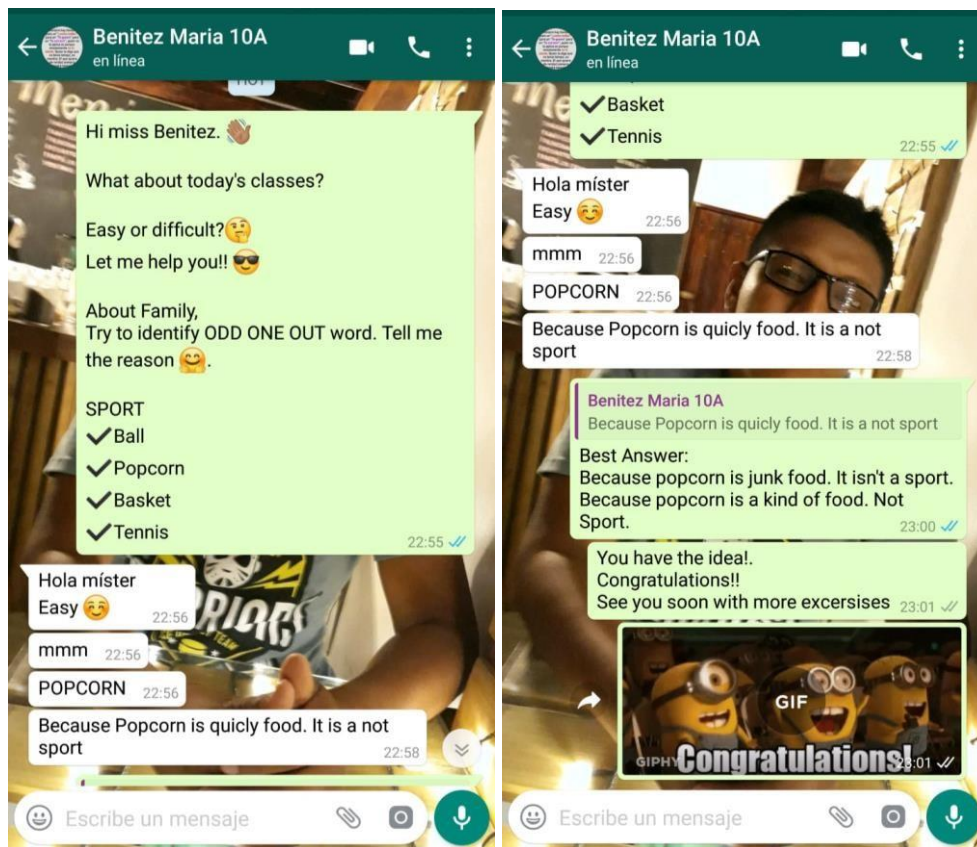 Benitez Maria 10A
en línea
Hi miss Benitez. 👋🏾
What about today's classes?
Easy or difficult?🤔
Let me help you!! 😎
About Family,
Try to identify ODD ONE OUT word. Tell me
the reason 🤗.
SPORT
✔Ball
✔Popcorn
✔Basket
✔Tennis
22:55
Hola míster
Easy ☺️
22:56
mmm 22:56
POPCORN 22:56
Because Popcorn is quicly food. It is a not
sport
22:58
Escribe un mensaje
Benitez Maria 10A
en línea
✔Basket
✔Tennis
22:55
Hola míster
Easy ☺️
22:56
mmm 22:56
POPCORN 22:56
Because Popcorn is quicly food. It is a not
sport
22:58
Benitez Maria 10A
Because Popcorn is quicly food. It is a not sport
Best Answer:
Because popcorn is junk food. It isn't a sport.
Because popcorn is a kind of food. Not
Sport.
23:00
You have the idea!.
Congratulations!!
See you soon with more excersises 23:01
GIF
GIPHY
Congratulations!
23:01
Escribe un mensaje